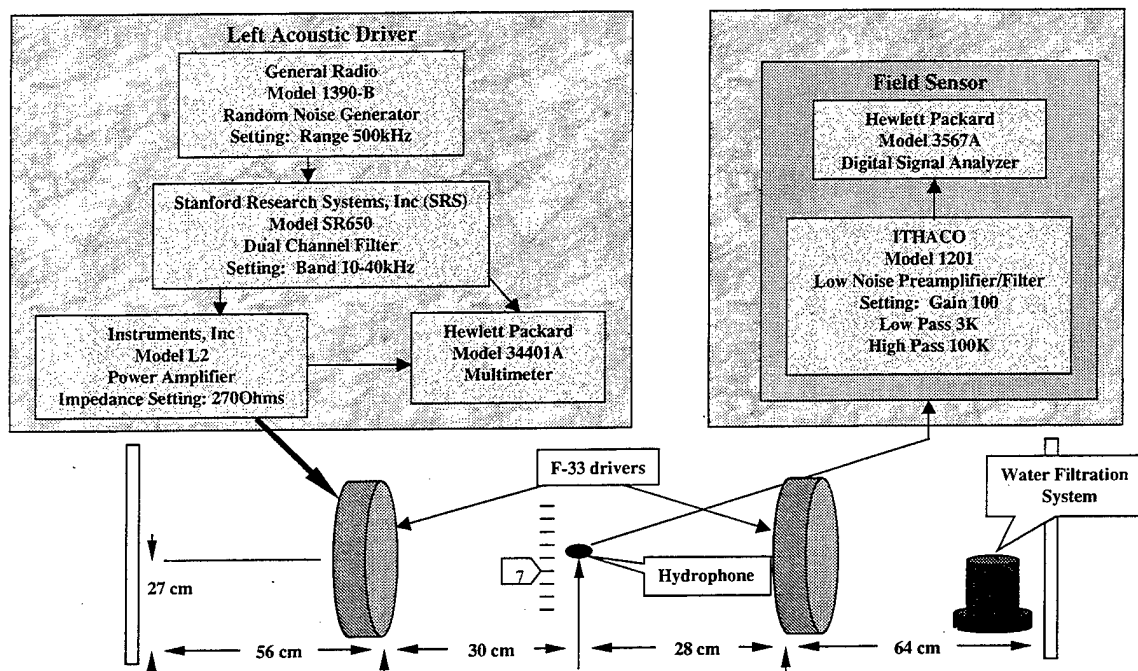 Left Acoustic Driver
General Radio
Model 1390-B
Random Noise Generator
Setting: Range 500kHz
Stanford Research Systems, Inc (SRS)
Model SR650
Dual Channel Filter
Setting: Band 10-40kHz
Instruments, Inc
Model L2
Power Amplifier
Impedance Setting: 270Ohms
Hewlett Packard
Model 34401A
Multimeter
Field Sensor
Hewlett Packard
Model 3567A
Digital Signal Analyzer
ITHACO
Model 1201
Low Noise Preamplifier/Filter
Setting: Gain 100
Low Pass 3K
High Pass 100K
F-33 drivers
Water Filtration
System
7
Hydrophone
27 cm
56 cm
30 cm
28 cm
64 cm